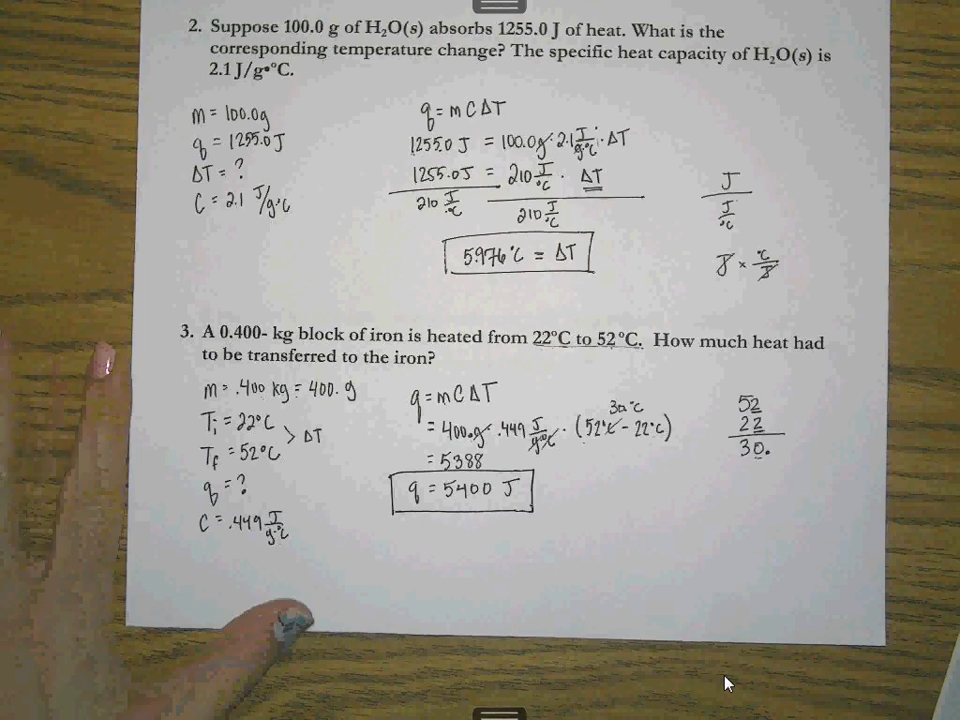 2. Suppose 100.0 g of H₂O(s) absorbs 1255.0 J of heat. What is the
corresponding temperature change? The specific heat capacity of H₂O(s) is
2.1 J/g•°C.
m = 100.0g
q = 1255.0 J
ΔT = ?
C = 2.1 J/g·°C
q = m C Δ T
1255.0 J = 100.0g · 2.1 J/g·°C · ΔT
1255.0 J = 210 J/°C · ΔT
210 J/°C 210 J/°C
5.976°C = ΔT
J
J/°C
J × °C/J
3. A 0.400- kg block of iron is heated from 22°C to 52 °C. How much heat had
to be transferred to the iron?
m = .400 kg = 400. g
Ti = 22°C
> ΔT
Tf = 52°C
q = ?
C = .449 J/g·°C
q = m C Δ T
30°C
= 400.g · .449 J/g·°C · (52°C - 22°C)
= 5388
q = 5400 J
52
22
30.